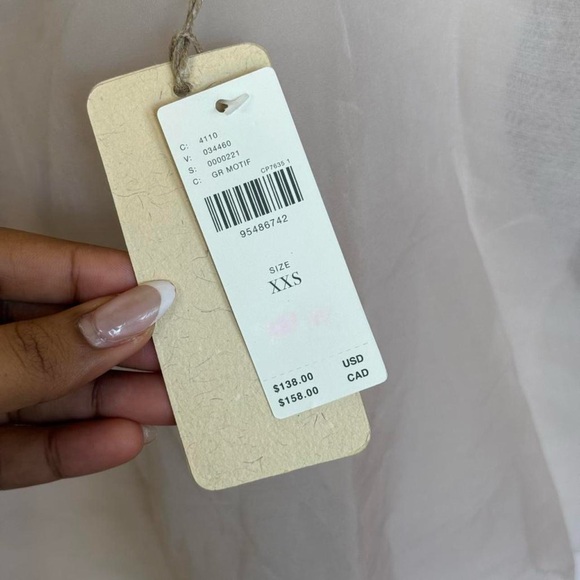 C: 4110
V: 034460
S: 0000221
C: GR MOTIF
CP7635 1
95486742
SIZE
XXS
$138.00 USD
$158.00 CAD